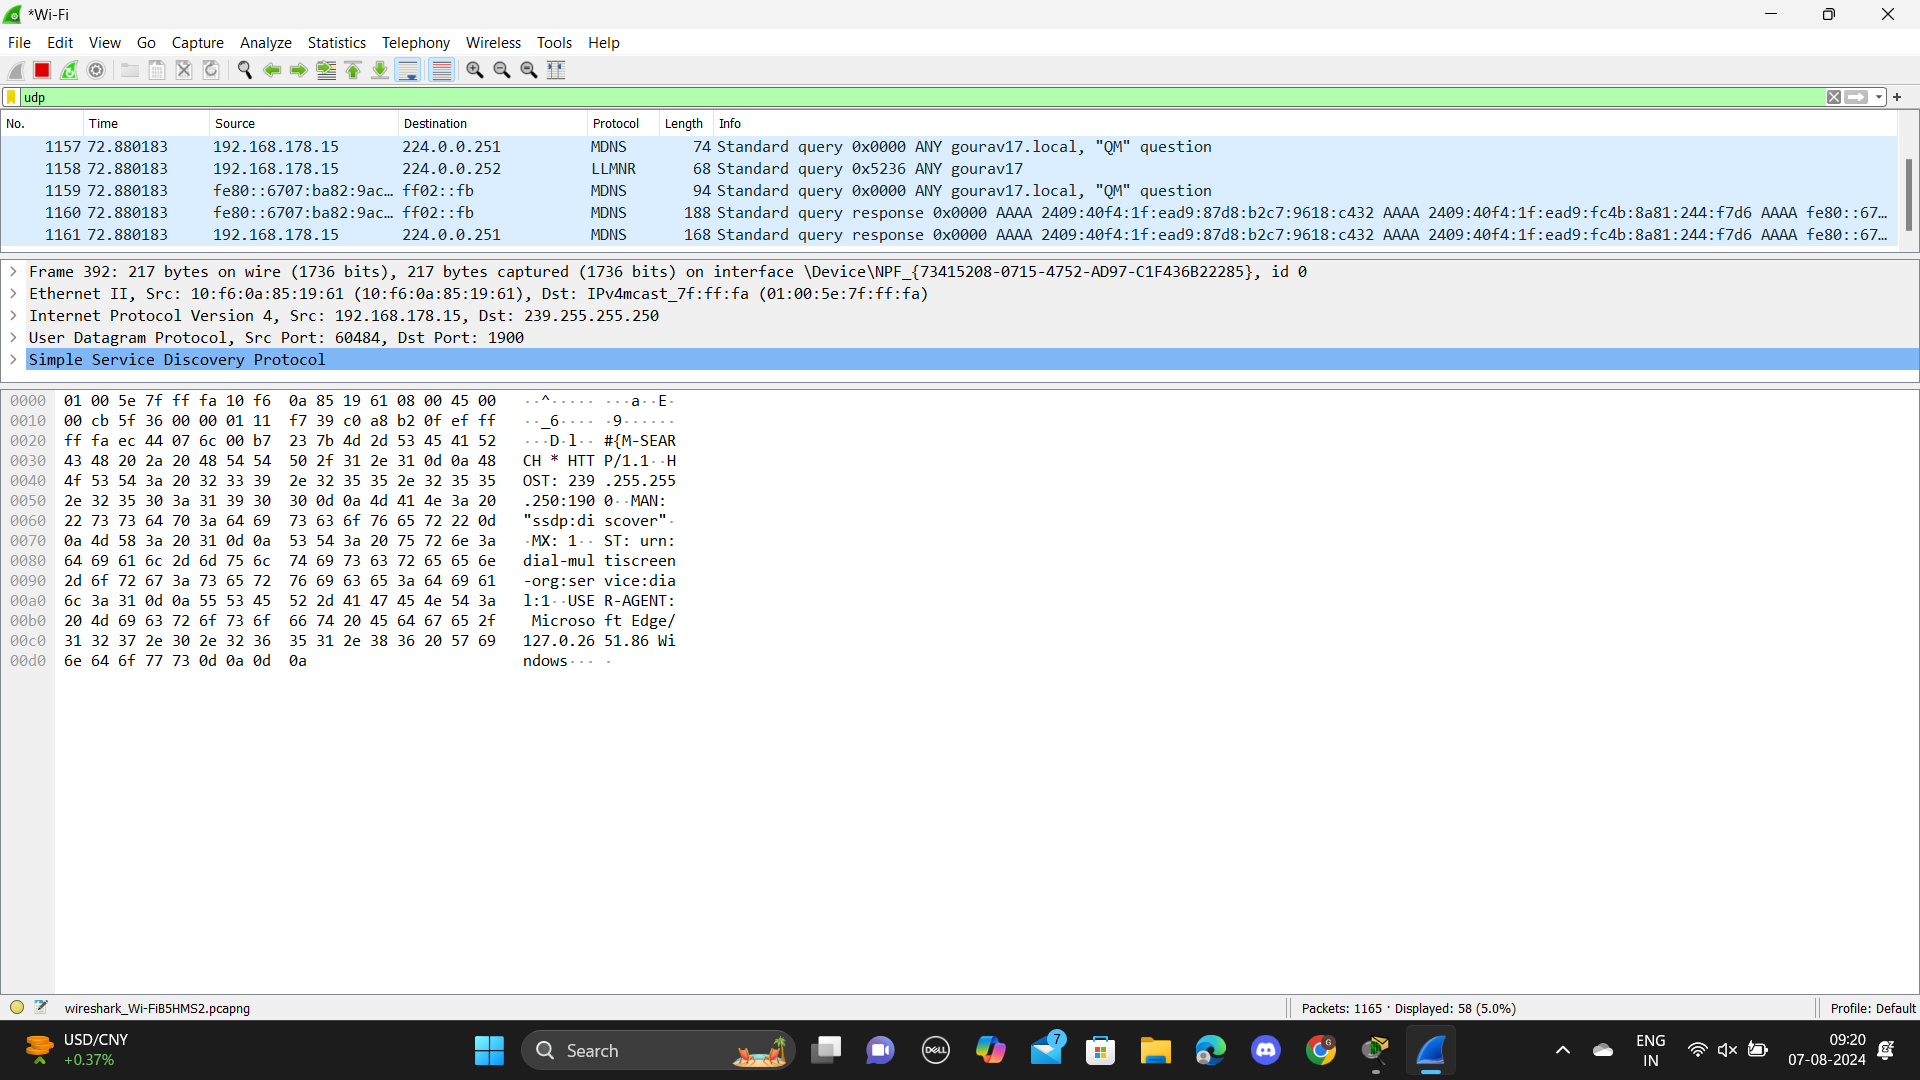 *Wi-Fi
File Edit View Go Capture Analyze Statistics Telephony Wireless Tools Help
udp
No. Time Source Destination Protocol Length Info
1157 72.880183 192.168.178.15 224.0.0.251 MDNS 74 Standard query 0x0000 ANY gourav17.local, "QM" question
1158 72.880183 192.168.178.15 224.0.0.252 LLMNR 68 Standard query 0x5236 ANY gourav17
1159 72.880183 fe80::6707:ba82:9ac… ff02::fb MDNS 94 Standard query 0x0000 ANY gourav17.local, "QM" question
1160 72.880183 fe80::6707:ba82:9ac… ff02::fb MDNS 188 Standard query response 0x0000 AAAA 2409:40f4:1f:ead9:87d8:b2c7:9618:c432 AAAA 2409:40f4:1f:ead9:fc4b:8a81:244:f7d6 AAAA fe80::67…
1161 72.880183 192.168.178.15 224.0.0.251 MDNS 168 Standard query response 0x0000 AAAA 2409:40f4:1f:ead9:87d8:b2c7:9618:c432 AAAA 2409:40f4:1f:ead9:fc4b:8a81:244:f7d6 AAAA fe80::67…
Frame 392: 217 bytes on wire (1736 bits), 217 bytes captured (1736 bits) on interface \Device\NPF_{73415208-0715-4752-AD97-C1F436B22285}, id 0
Ethernet II, Src: 10:f6:0a:85:19:61 (10:f6:0a:85:19:61), Dst: IPv4mcast_7f:ff:fa (01:00:5e:7f:ff:fa)
Internet Protocol Version 4, Src: 192.168.178.15, Dst: 239.255.255.250
User Datagram Protocol, Src Port: 60484, Dst Port: 1900
Simple Service Discovery Protocol
0000 01 00 5e 7f ff fa 10 f6 0a 85 19 61 08 00 45 00 ··^····· ···a··E·
0010 00 cb 5f 36 00 00 01 11 f7 39 c0 a8 b2 0f ef ff ··_6···· ·9······
0020 ff fa ec 44 07 6c 00 b7 23 7b 4d 2d 53 45 41 52 ···D·l·· #{M-SEAR
0030 43 48 20 2a 20 48 54 54 50 2f 31 2e 31 0d 0a 48 CH * HTT P/1.1··H
0040 4f 53 54 3a 20 32 33 39 2e 32 35 35 2e 32 35 35 OST: 239 .255.255
0050 2e 32 35 30 3a 31 39 30 30 0d 0a 4d 41 4e 3a 20 .250:190 0··MAN:
0060 22 73 73 64 70 3a 64 69 73 63 6f 76 65 72 22 0d "ssdp:di scover"·
0070 0a 4d 58 3a 20 31 0d 0a 53 54 3a 20 75 72 6e 3a ·MX: 1·· ST: urn:
0080 64 69 61 6c 2d 6d 75 6c 74 69 73 63 72 65 65 6e dial-mul tiscreen
0090 2d 6f 72 67 3a 73 65 72 76 69 63 65 3a 64 69 61 -org:ser vice:dia
00a0 6c 3a 31 0d 0a 55 53 45 52 2d 41 47 45 4e 54 3a l:1··USE R-AGENT:
00b0 20 4d 69 63 72 6f 73 6f 66 74 20 45 64 67 65 2f Microso ft Edge/
00c0 31 32 37 2e 30 2e 32 36 35 31 2e 38 36 20 57 69 127.0.26 51.86 Wi
00d0 6e 64 6f 77 73 0d 0a 0d 0a ndows··· ·
wireshark_Wi-FiB5HMS2.pcapng Packets: 1165 · Displayed: 58 (5.0%) Profile: Default
USD/CNY
+0.37%
Search
DELL
7
G
ENG
IN
09:20
07-08-2024